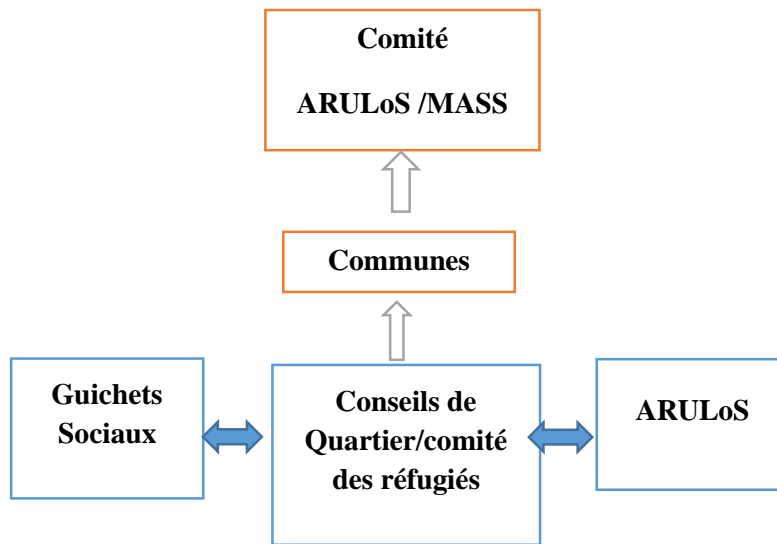 Comité
ARULoS /MASS
Communes
Guichets
Sociaux
Conseils de
Quartier/comité
des réfugiés
ARULoS